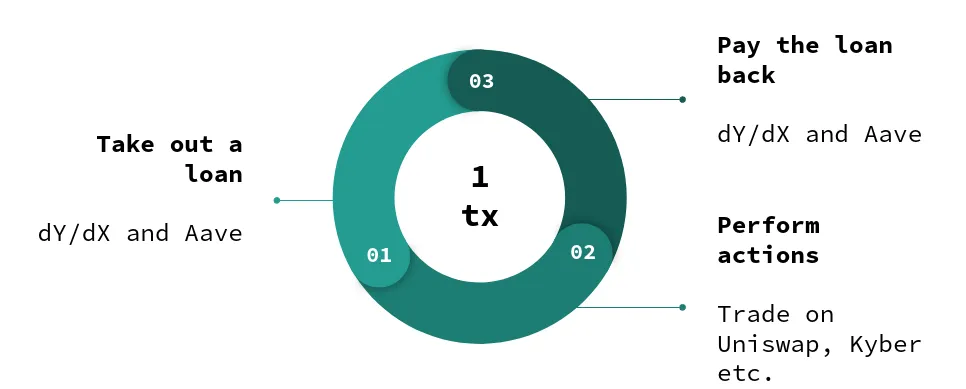 Take out a
loan
dY/dX and Aave
01
1
tx
02
03
Pay the loan
back
dY/dX and Aave
Perform
actions
Trade on
Uniswap, Kyber
etc.